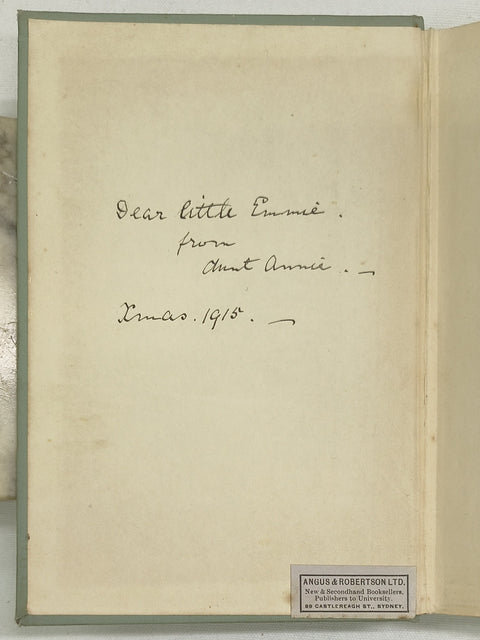 Dear little Emmie.
from
Aunt Annie. —
Xmas. 1915. —
ANGUS & ROBERTSON LTD.
New & Secondhand Booksellers.
Publishers to University.
89 CASTLEREAGH ST., SYDNEY.